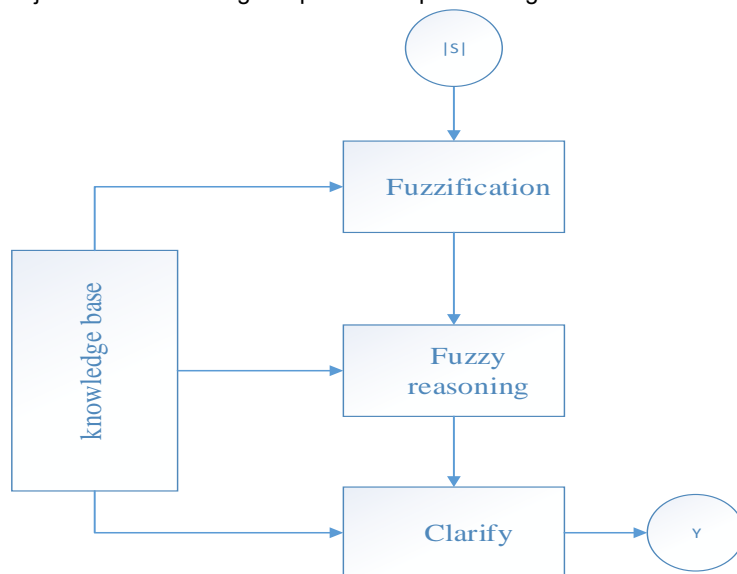 |S|
Fuzzification
knowledge base
Fuzzy
reasoning
Clarify
Y